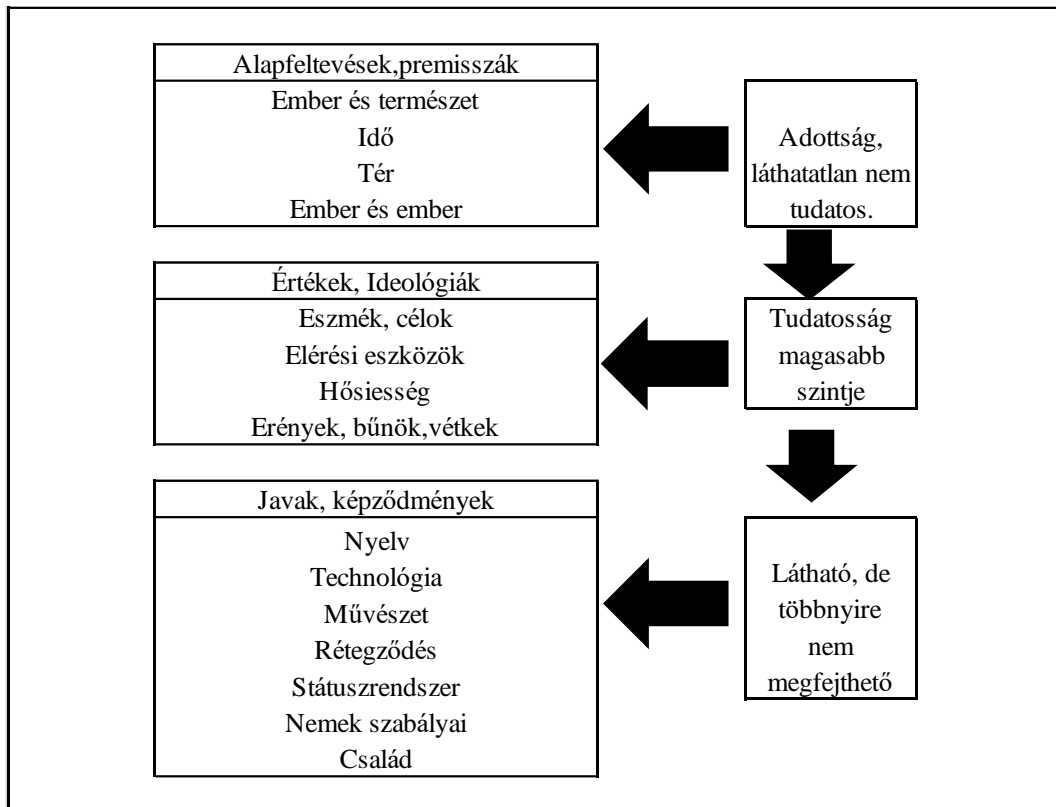 Alapfeltevések,premisszák
Ember és természet
Idő
Tér
Ember és ember
Adottság,
láthatatlan nem
tudatos.
Értékek, Ideológiák
Eszmék, célok
Elérési eszközök
Hősiesség
Erények, bűnök,vétkek
Tudatosság
magasabb
szintje
Javak, képződmények
Nyelv
Technológia
Művészet
Rétegződés
Státuszrendszer
Nemek szabályai
Család
Látható, de
többnyire
nem
megfejthető